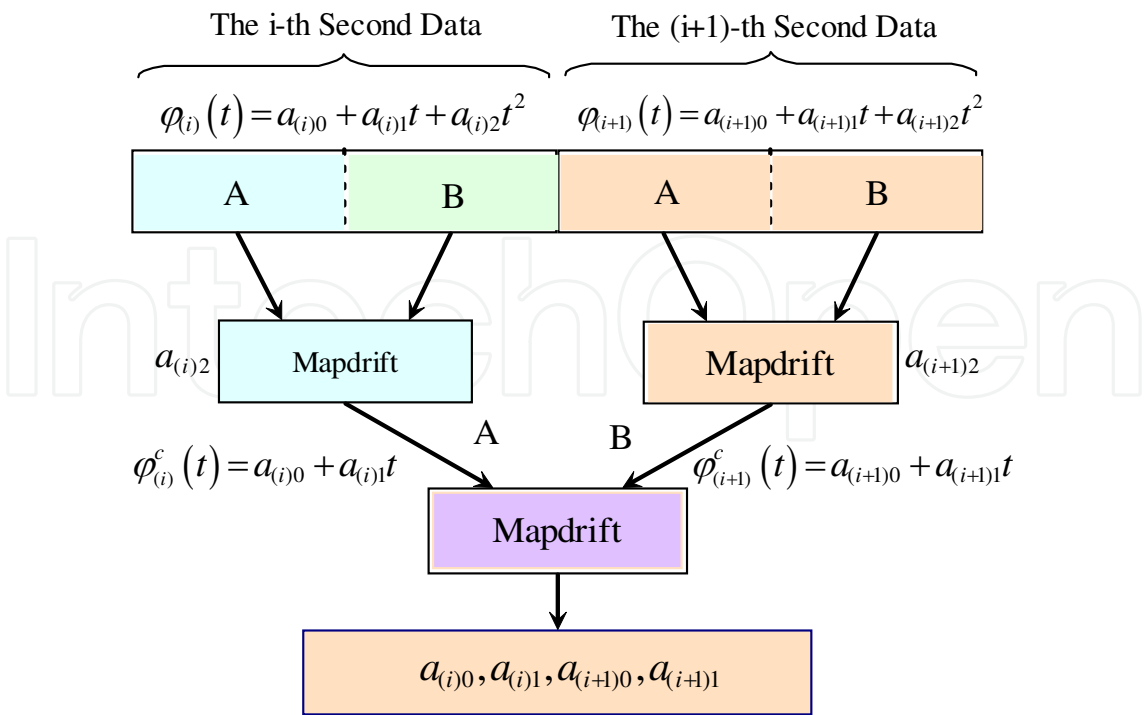 The i-th Second Data
The (i+1)-th Second Data
φ₍ᵢ₎(t) = a₍ᵢ₎₀ + a₍ᵢ₎₁t + a₍ᵢ₎₂t²
φ₍ᵢ₊₁₎(t) = a₍ᵢ₊₁₎₀ + a₍ᵢ₊₁₎₁t + a₍ᵢ₊₁₎₂t²
A
B
A
B
a₍ᵢ₎₂
Mapdrift
Mapdrift
a₍ᵢ₊₁₎₂
A
B
φᶜ₍ᵢ₎(t) = a₍ᵢ₎₀ + a₍ᵢ₎₁t
φᶜ₍ᵢ₊₁₎(t) = a₍ᵢ₊₁₎₀ + a₍ᵢ₊₁₎₁t
Mapdrift
a₍ᵢ₎₀, a₍ᵢ₎₁, a₍ᵢ₊₁₎₀, a₍ᵢ₊₁₎₁
IntechOpen